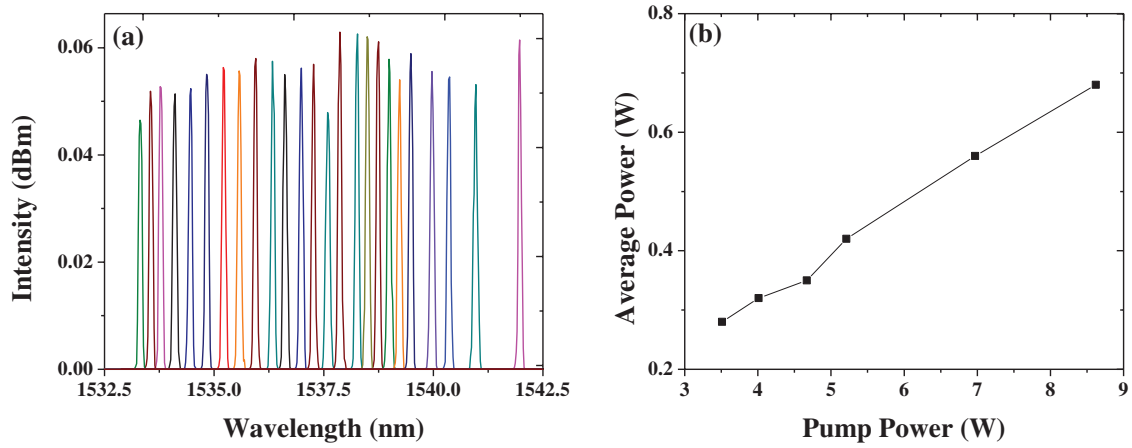 (a)
Intensity (dBm)
0.06
0.04
0.02
0.00
1532.5 1535.0 1537.5 1540.0 1542.5
Wavelength (nm)
(b)
Average Power (W)
0.8
0.6
0.4
0.2
3 4 5 6 7 8 9
Pump Power (W)